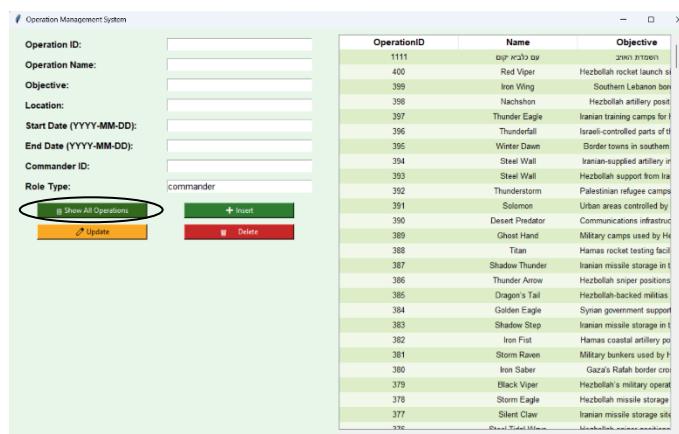 Operation Management System
Operation ID:
Operation Name:
Objective:
Location:
Start Date (YYYY-MM-DD):
End Date (YYYY-MM-DD):
Commander ID:
Role Type: commander
Show All Operations
+ Insert
Update
Delete
OperationID Name Objective
1111 עם כלביא יקום השמדת האויב
400 Red Viper Hezbollah rocket launch si
399 Iron Wing Southern Lebanon bor
398 Nachshon Hezbollah artillery posit
397 Thunder Eagle Iranian training camps for
396 Thunderfall Israeli-controlled parts of th
395 Winter Dawn Border towns in southern
394 Steel Wall Iranian-supplied artillery in
393 Steel Wall Hezbollah support from Ira
392 Thunderstorm Palestinian refugee camps
391 Solomon Urban areas controlled by
390 Desert Predator Communications infrastruc
389 Ghost Hand Military camps used by He
388 Titan Hamas rocket testing facil
387 Shadow Thunder Iranian missile storage in t
386 Thunder Arrow Hezbollah sniper positions
385 Dragon's Tail Hezbollah-backed militias
384 Golden Eagle Syrian government support
383 Shadow Step Iranian missile storage in t
382 Iron Fist Hamas coastal artillery po
381 Storm Raven Military bunkers used by H
380 Iron Saber Gaza's Rafah border cro
379 Black Viper Hezbollah's military operat
378 Storm Eagle Hezbollah missile storage
377 Silent Claw Iranian missile storage site